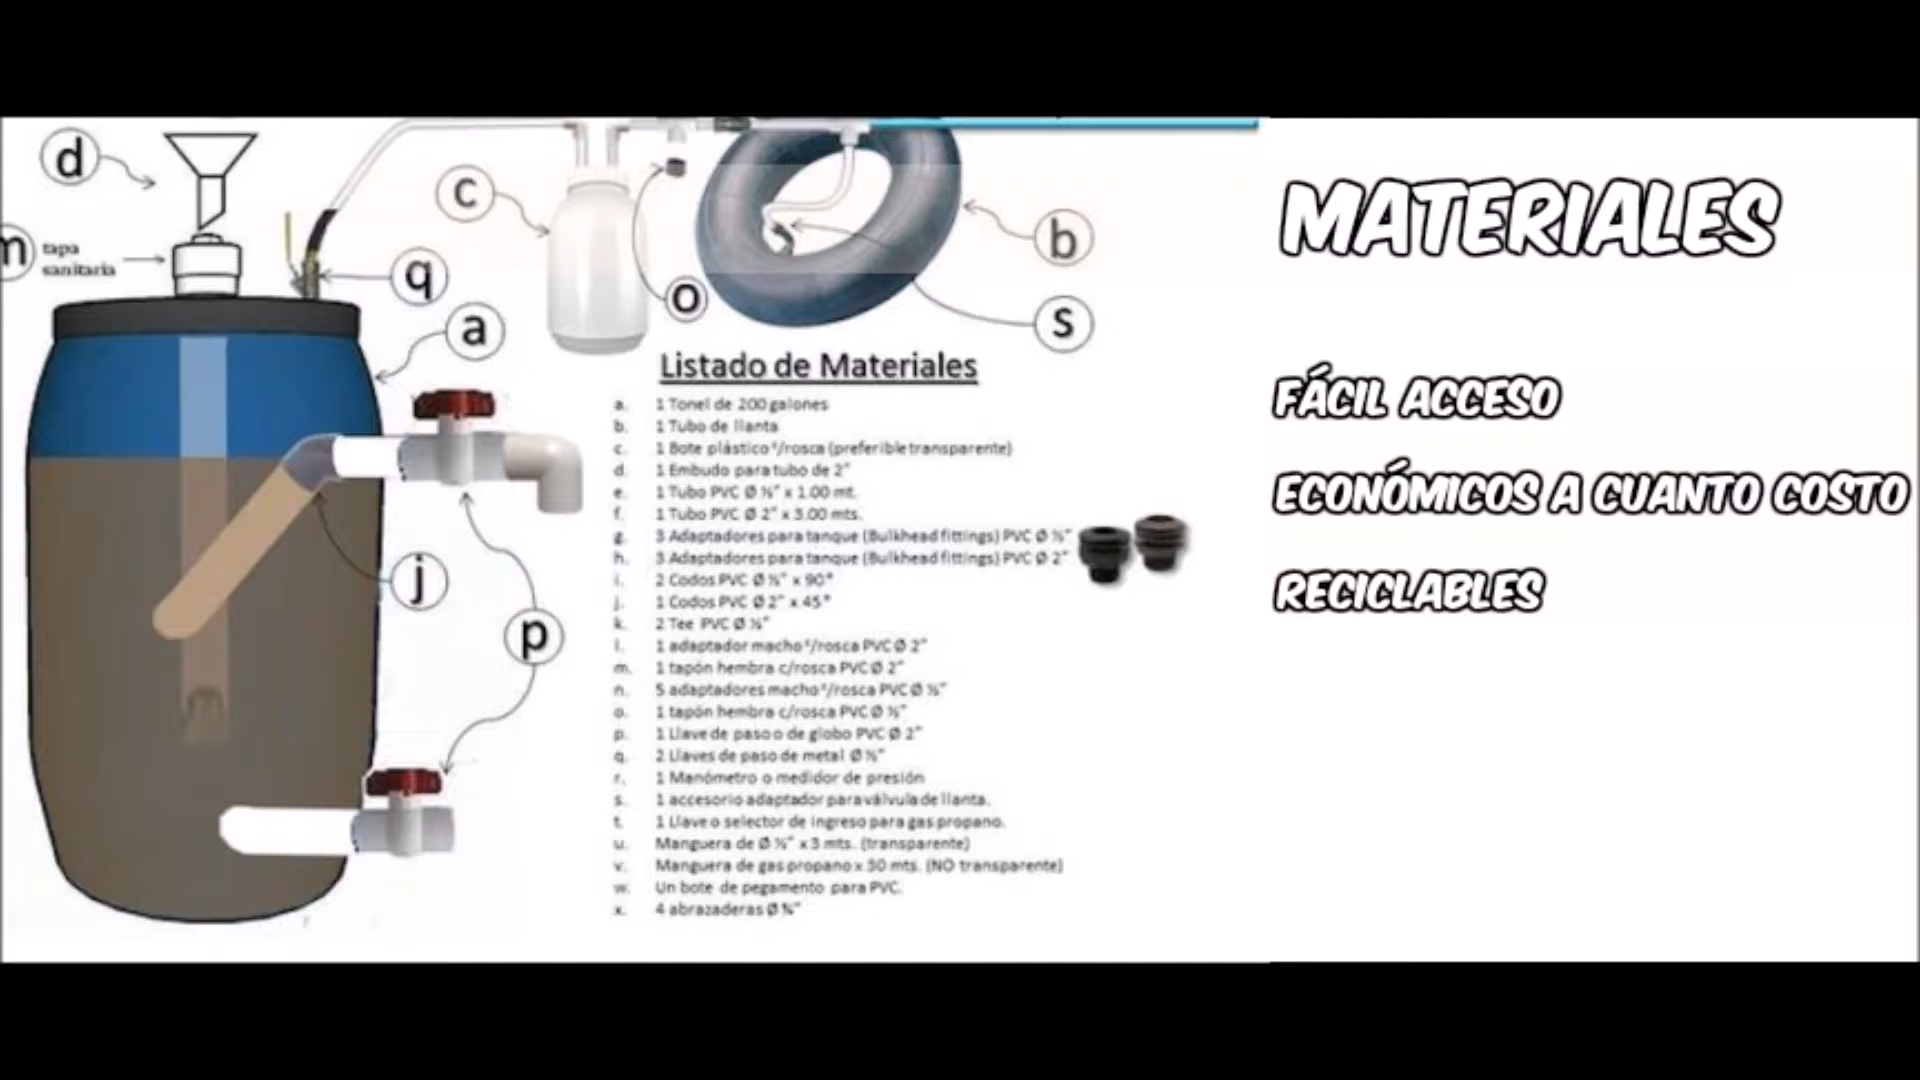 d
m
tapa
sanitaria
q
a
c
o
b
s
j
p
Listado de Materiales
a. 1 Tonel de 200 galones
b. 1 Tubo de llanta
c. 1 Bote plástico c/rosca (preferible transparente)
d. 1 Embudo para tubo de 2"
e. 1 Tubo PVC Ø ½" x 1.00 mt.
f. 1 Tubo PVC Ø 2" x 3.00 mts.
g. 3 Adaptadores para tanque (Bulkhead fittings) PVC Ø ½"
h. 3 Adaptadores para tanque (Bulkhead fittings) PVC Ø 2"
i. 2 Codos PVC Ø ½" x 90°
j. 1 Codos PVC Ø 2" x 45°
k. 2 Tee PVC Ø ½"
l. 1 adaptador macho c/rosca PVC Ø 2"
m. 1 tapón hembra c/rosca PVC Ø 2"
n. 5 adaptadores macho c/rosca PVC Ø ½"
o. 1 tapón hembra c/rosca PVC Ø ½"
p. 1 Llave de paso o de globo PVC Ø 2"
q. 2 Llaves de paso de metal Ø ½"
r. 1 Manómetro o medidor de presión
s. 1 accesorio adaptador para válvula de llanta.
t. 1 Llave o selector de ingreso para gas propano.
u. Manguera de Ø ½" x 3 mts. (transparente)
v. Manguera de gas propano x 30 mts. (NO transparente)
w. Un bote de pegamento para PVC.
x. 4 abrazaderas Ø ¾"
MATERIALES
FÁCIL ACCESO
ECONÓMICOS A CUANTO COSTO
RECICLABLES